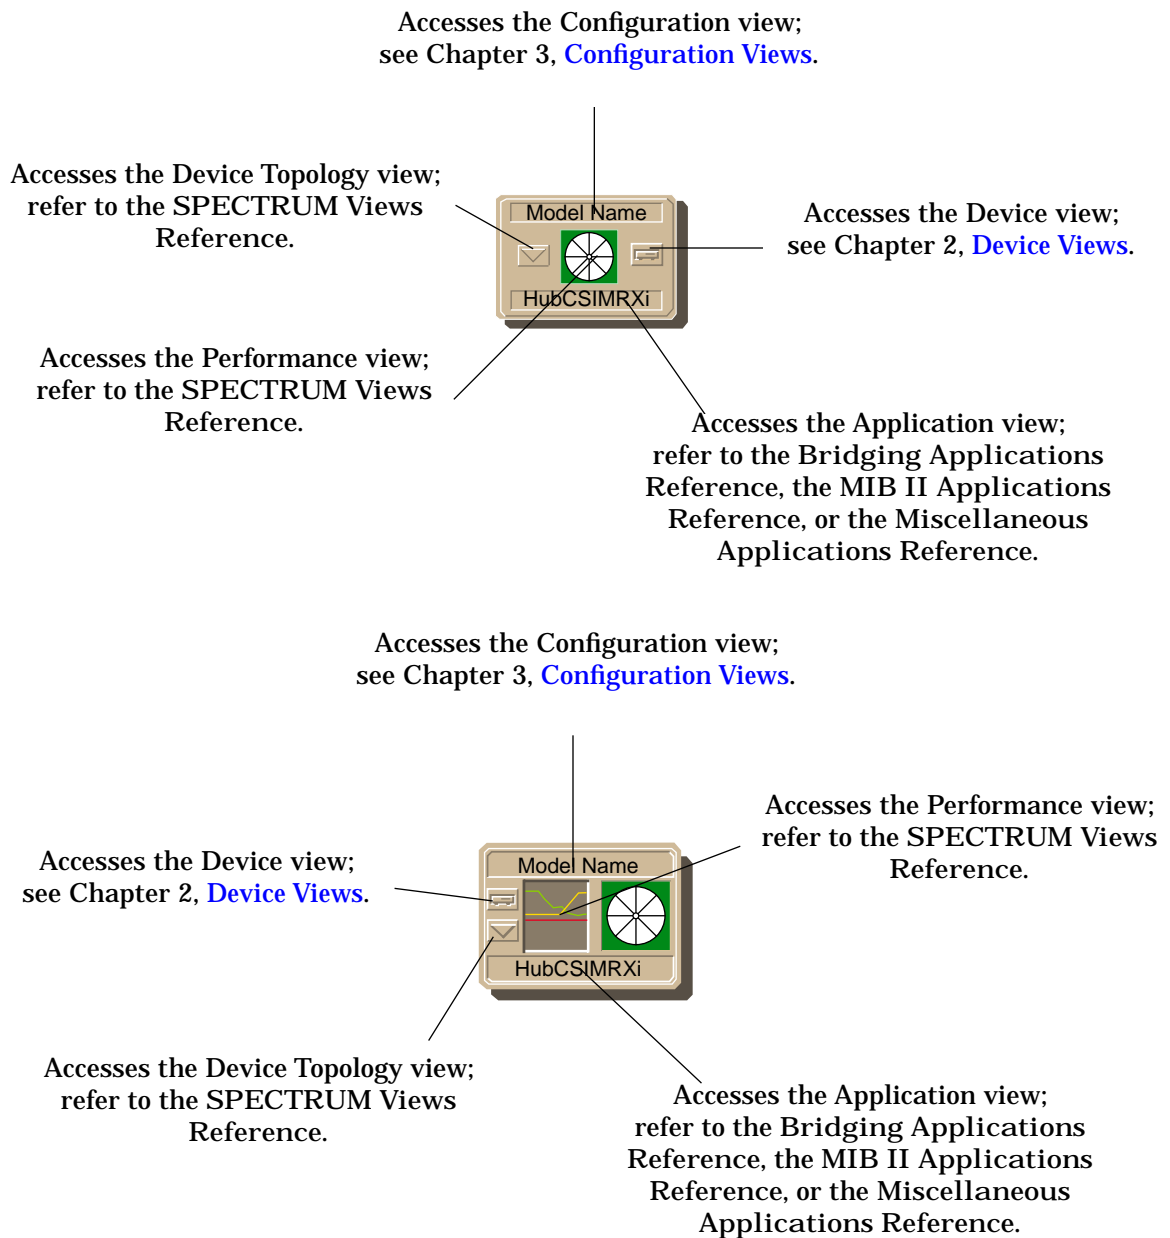 Accesses the Configuration view;
see Chapter 3, Configuration Views.
Accesses the Device Topology view;
refer to the SPECTRUM Views
Reference.
Model Name
HubCSIMRXi
Accesses the Device view;
see Chapter 2, Device Views.
Accesses the Performance view;
refer to the SPECTRUM Views
Reference.
Accesses the Application view;
refer to the Bridging Applications
Reference, the MIB II Applications
Reference, or the Miscellaneous
Applications Reference.
Accesses the Configuration view;
see Chapter 3, Configuration Views.
Accesses the Performance view;
refer to the SPECTRUM Views
Reference.
Accesses the Device view;
see Chapter 2, Device Views.
Model Name
HubCSIMRXi
Accesses the Device Topology view;
refer to the SPECTRUM Views
Reference.
Accesses the Application view;
refer to the Bridging Applications
Reference, the MIB II Applications
Reference, or the Miscellaneous
Applications Reference.